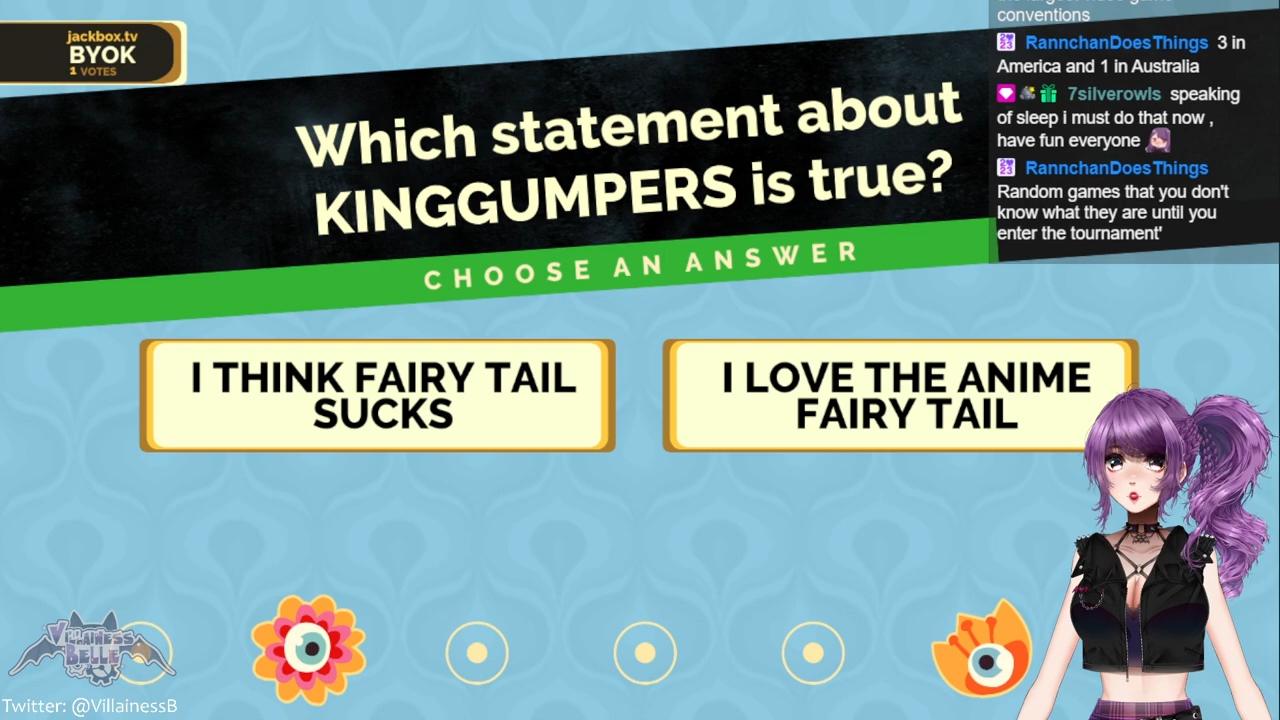 jackbox.tv
BYOK
1 VOTES
Which statement about
KINGGUMPERS is true?
CHOOSE AN ANSWER
I THINK FAIRY TAIL
SUCKS
I LOVE THE ANIME
FAIRY TAIL
conventions
RannchanDoesThings 3 in
America and 1 in Australia
7silverowls speaking
of sleep i must do that now ,
have fun everyone
RannchanDoesThings
Random games that you don't
know what they are until you
enter the tournament'
VILLAINESS
BELLE
Twitter: @VillainessB